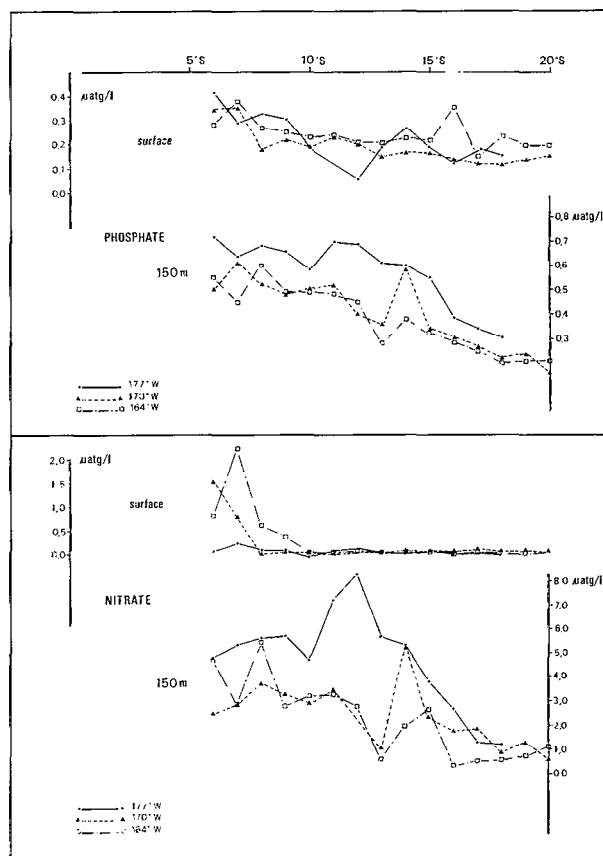 5°S 10°S 15°S 20°S
µatg/l
0,4
0,3
0,2
0,1
0,0
surface
0,8 µatg/l
0,7
0,6
0,5
0,4
0,3
PHOSPHATE
150m
177°W
170°W
164°W
2,0 µatg/l
1,5
1,0
0,5
0,0
surface
8.0 µatg/l
7.0
6.0
5.0
4.0
3.0
2.0
1.0
0.0
NITRATE
150m
177°W
170°W
164°W